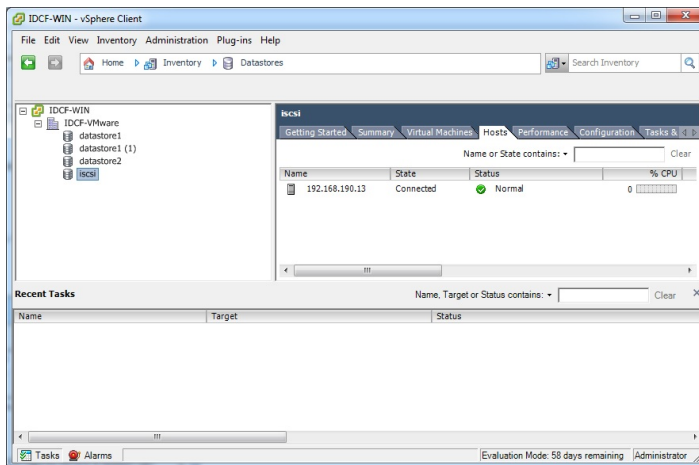 IDCF-WIN - vSphere Client
File Edit View Inventory Administration Plug-ins Help
Home Inventory Datastores Search Inventory
IDCF-WIN
IDCF-VMware
datastore1
datastore1 (1)
datastore2
iscsi
iscsi
Getting Started Summary Virtual Machines Hosts Performance Configuration Tasks &
Name or State contains: Clear
Name State Status % CPU
192.168.190.13 Connected Normal 0
Recent Tasks Name, Target or Status contains: Clear
Name Target Status
Tasks Alarms Evaluation Mode: 58 days remaining Administrator